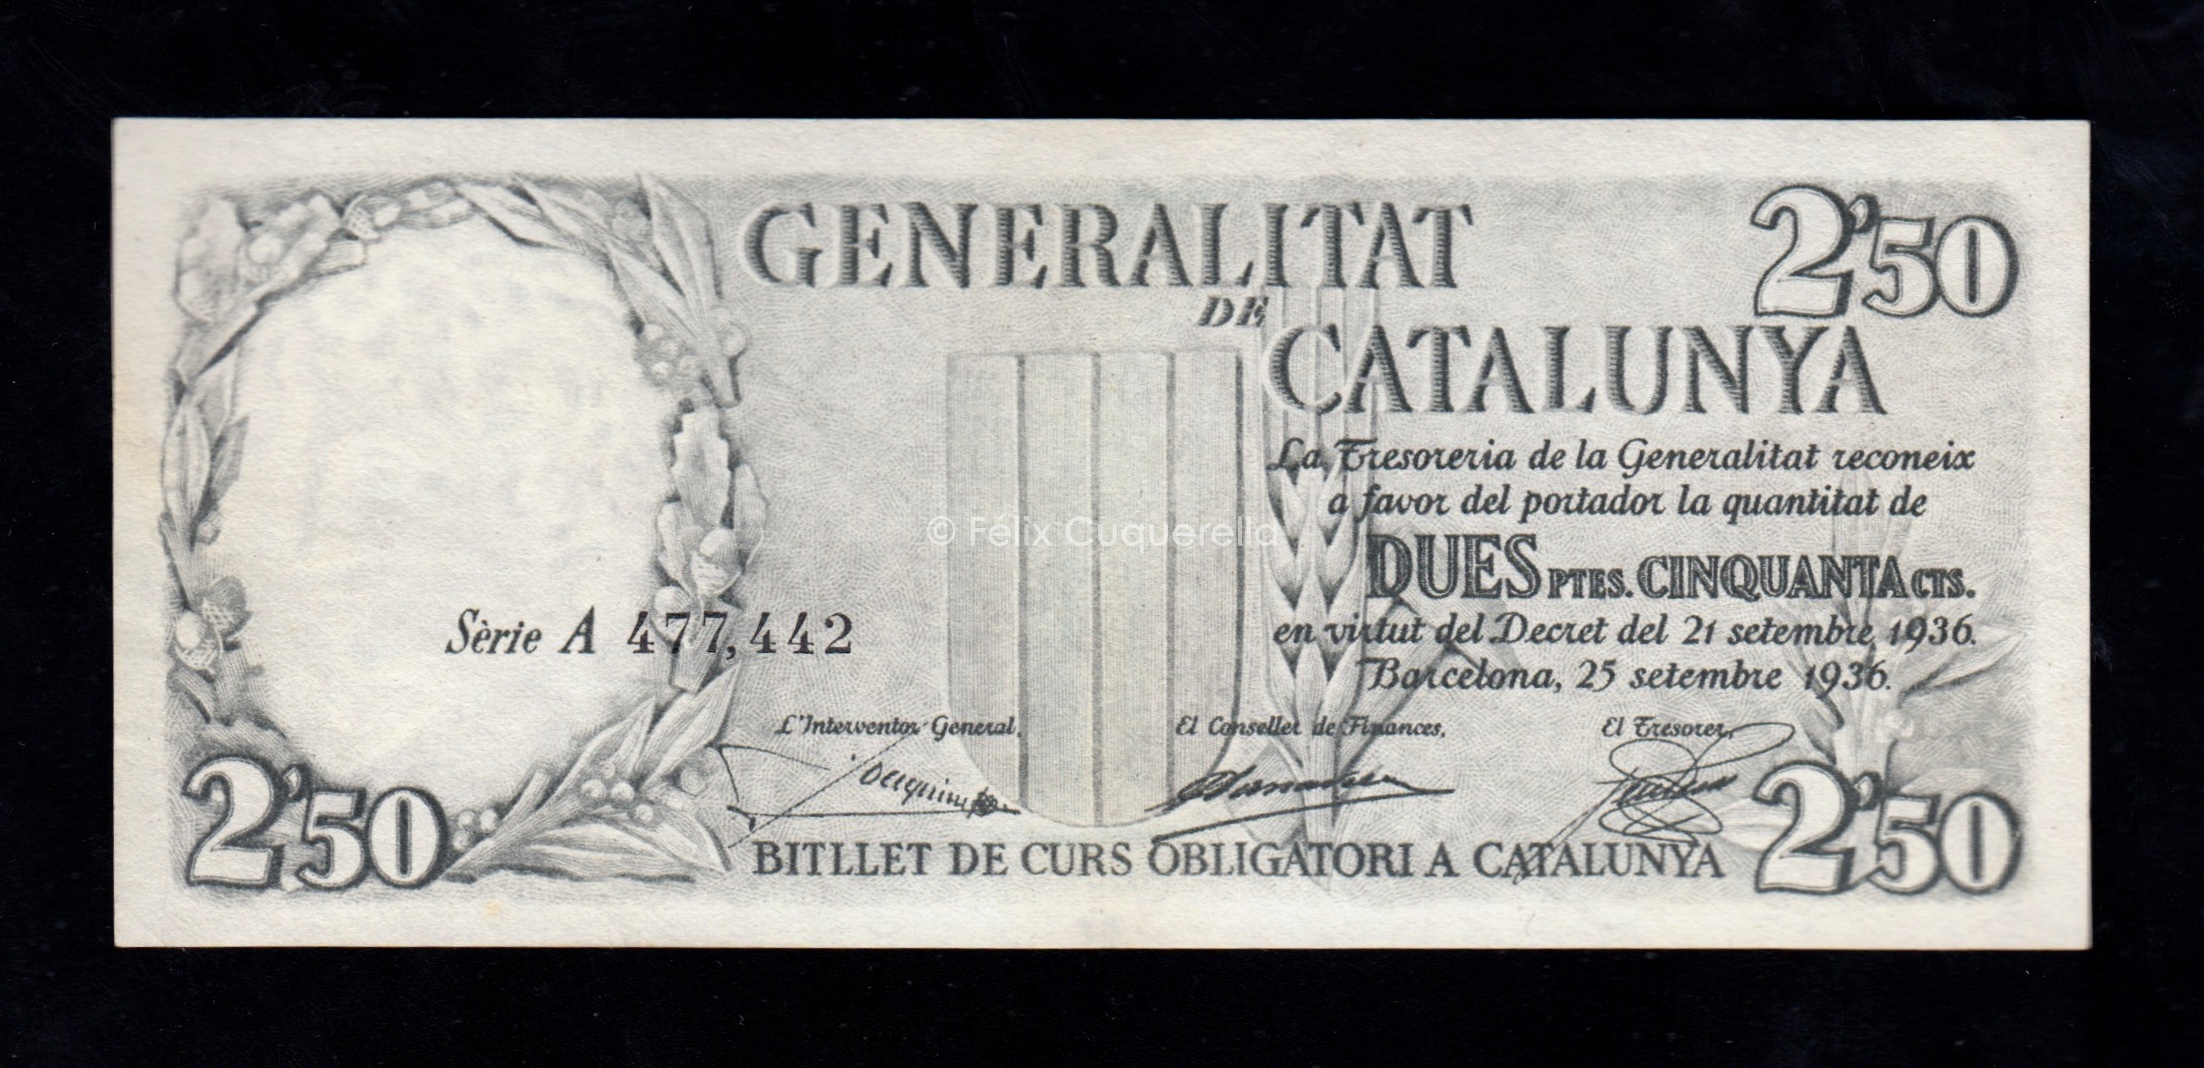 GENERALITAT
DE
CATALUNYA
2'50
La Tresoreria de la Generalitat reconeix
a favor del portador la quantitat de
DUES PTES. CINQUANTA CTS.
en virtut del Decret del 21 setembre 1936.
Barcelona, 25 setembre 1936.
© Félix Cuquerella
Sèrie A 477,442
L'Interventor General,
El Conseller de Finances,
El Tresorer,
2'50
BITLLET DE CURS OBLIGATORI A CATALUNYA
2'50